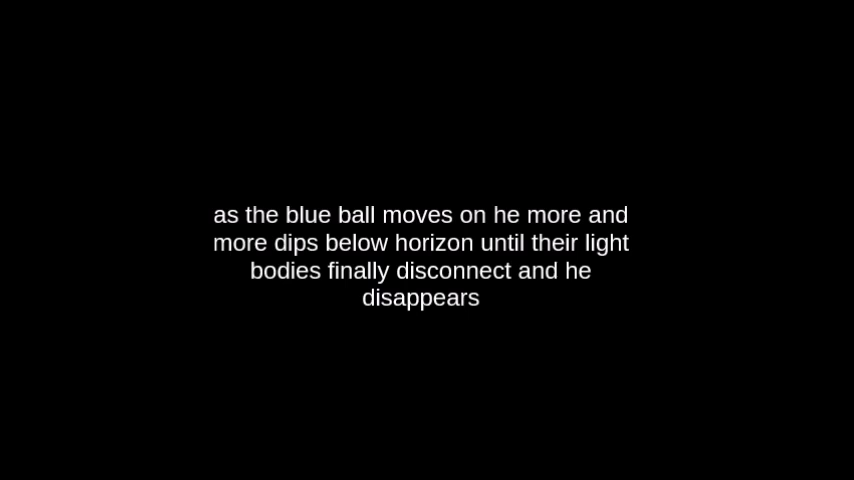 as the blue ball moves on he more and
more dips below horizon until their light
bodies finally disconnect and he
disappears